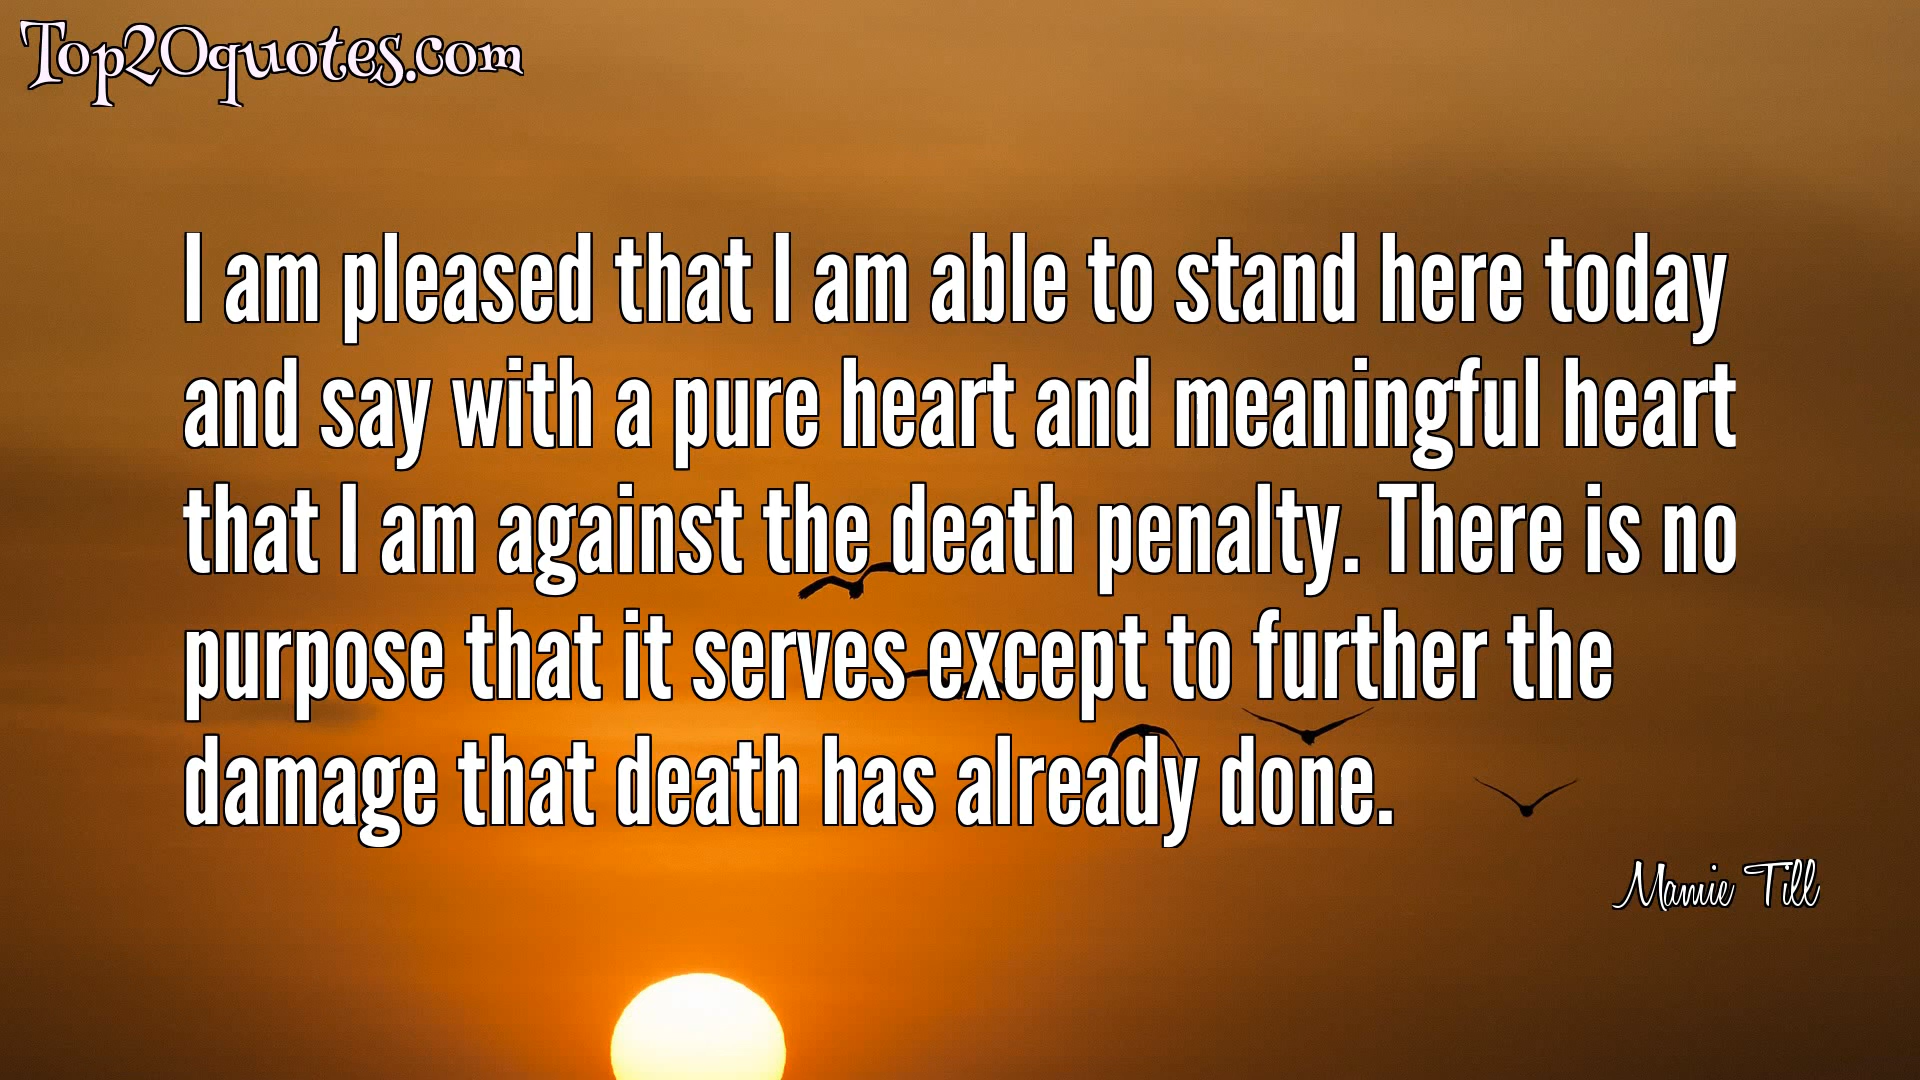 Top20quotes.com
I am pleased that I am able to stand here today
and say with a pure heart and meaningful heart
that I am against the death penalty. There is no
purpose that it serves except to further the
damage that death has already done.
Mamie Till